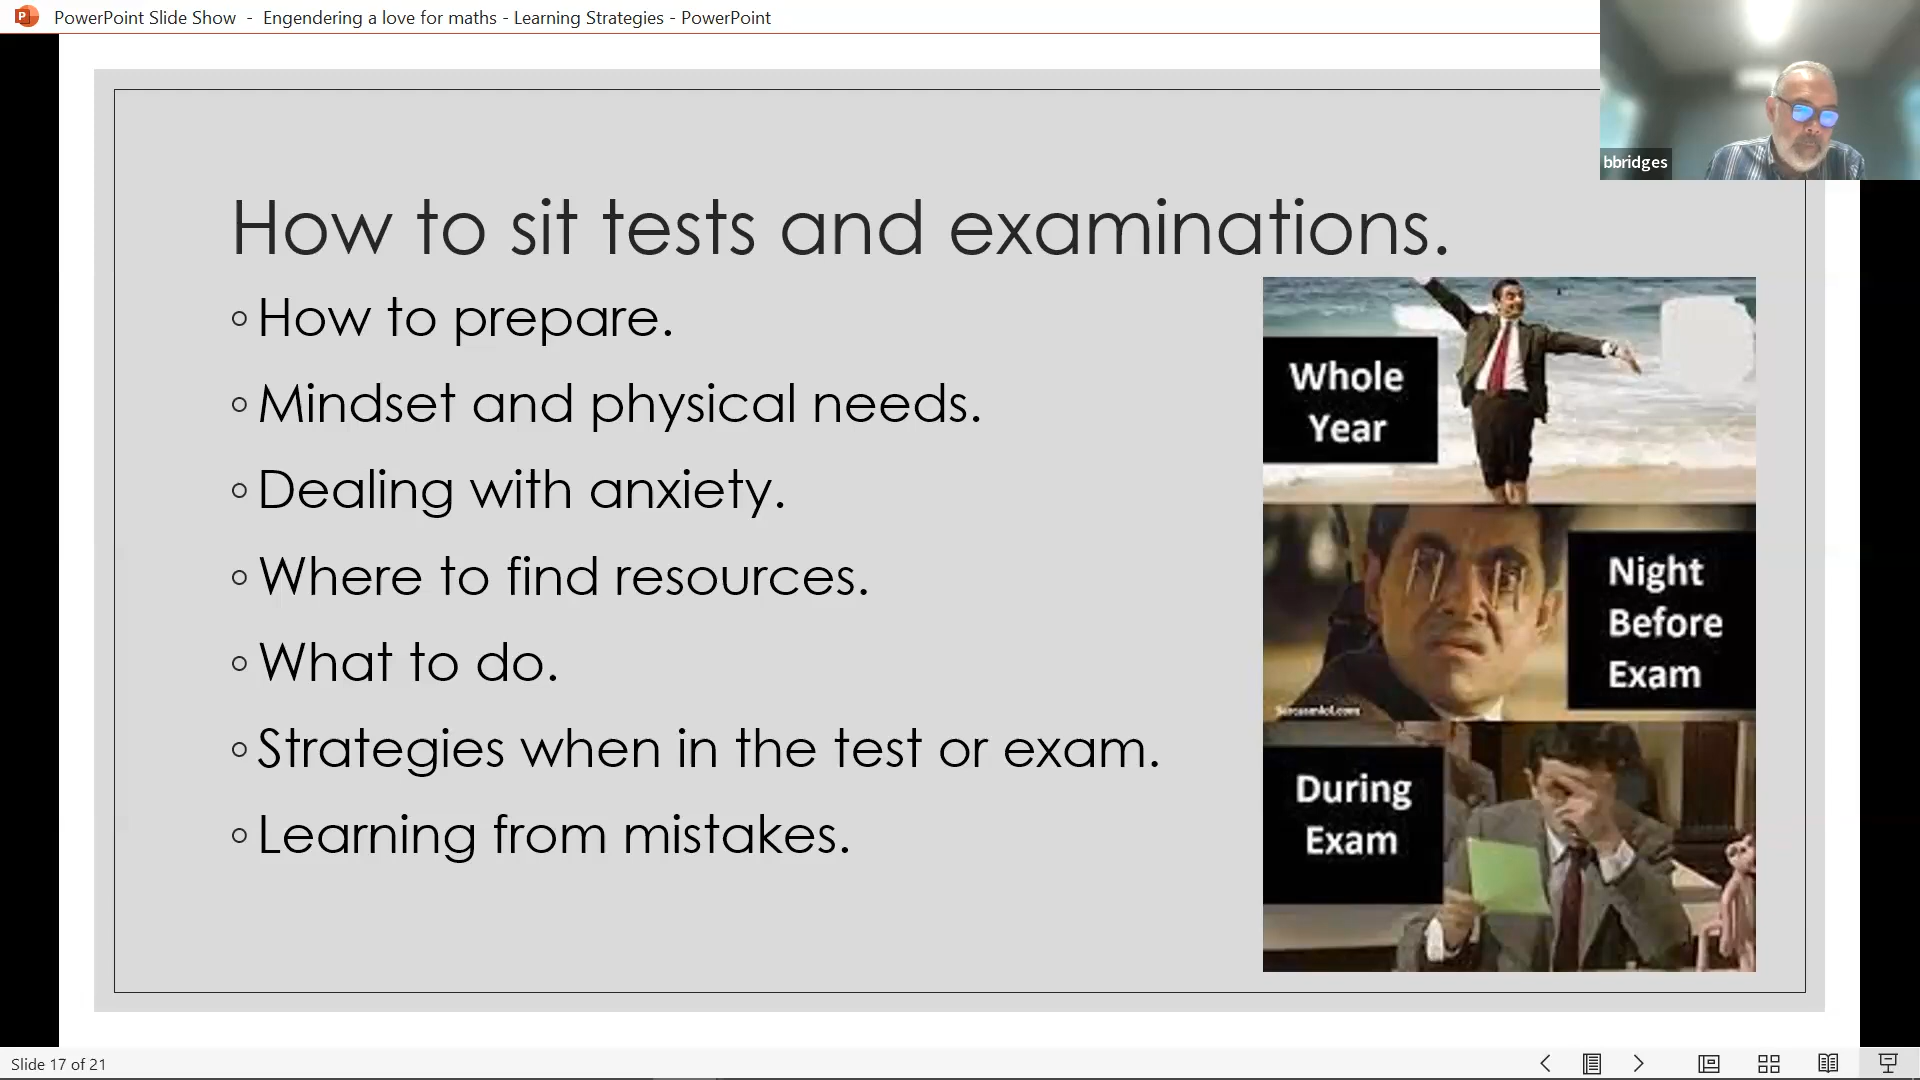 PowerPoint Slide Show - Engendering a love for maths - Learning Strategies - PowerPoint
bbridges
How to sit tests and examinations.
How to prepare.
Mindset and physical needs.
Dealing with anxiety.
Where to find resources.
What to do.
Strategies when in the test or exam.
Learning from mistakes.
Whole
Year
Night
Before
Exam
Sarcasmlol.com
During
Exam
Slide 17 of 21